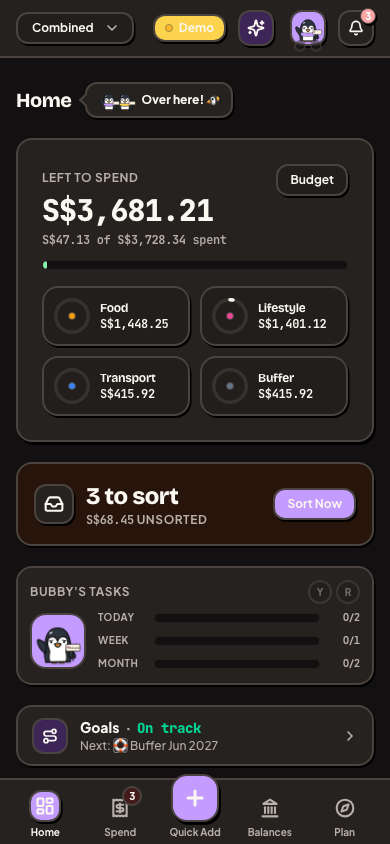 Combined
Demo
3
Home
Over here!
LEFT TO SPEND
Budget
S$3,681.21
S$47.13 of S$3,728.34 spent
Food
S$1,448.25
Lifestyle
S$1,401.12
Transport
S$415.92
Buffer
S$415.92
3 to sort
S$68.45 UNSORTED
Sort Now
BUBBY'S TASKS
Y R
TODAY 0/2
WEEK 0/1
MONTH 0/2
Goals · On track
Next: Buffer Jun 2027
3
Home
Spend
Quick Add
Balances
Plan